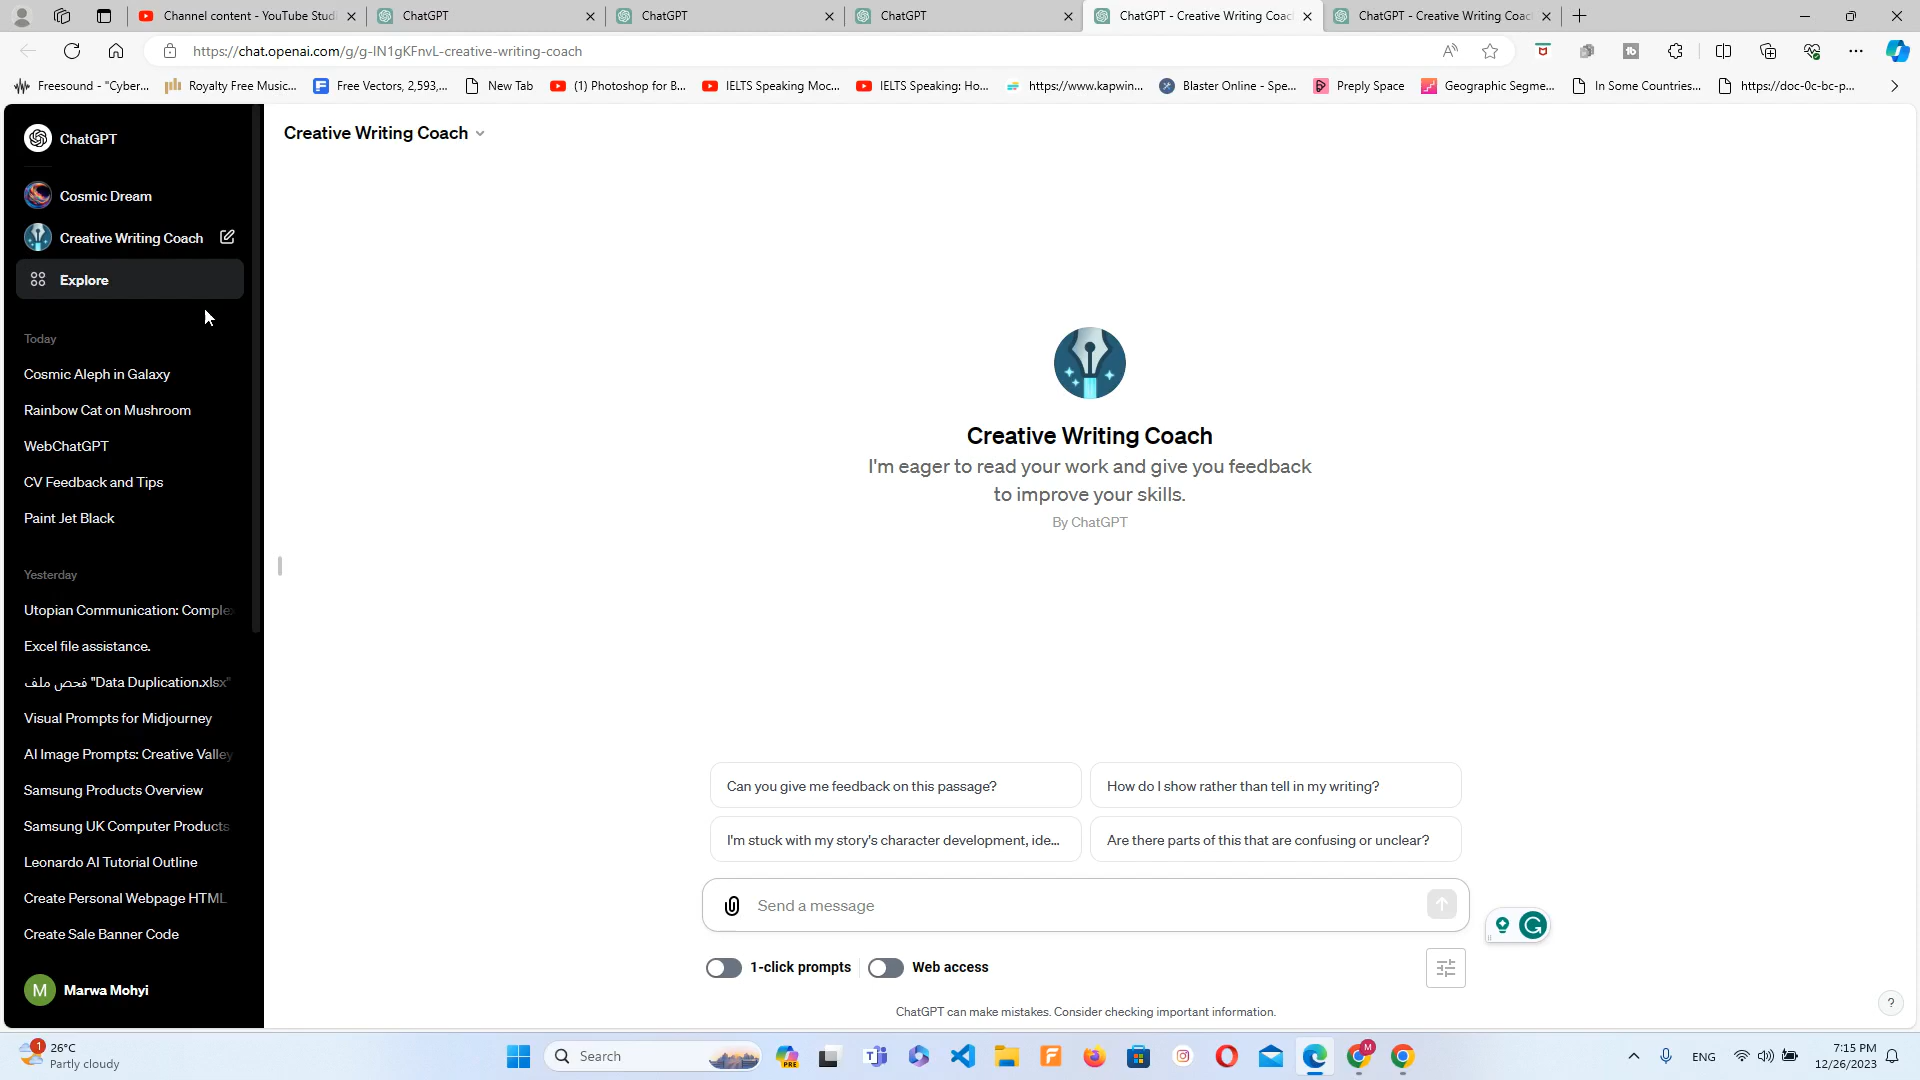 Channel content - YouTube Stud
ChatGPT
ChatGPT
ChatGPT
ChatGPT - Creative Writing Coac
ChatGPT - Creative Writing Coac
https://chat.openai.com/g/g-lN1gKFnvL-creative-writing-coach
Freesound - "Cyber...
Royalty Free Music...
Free Vectors, 2,593,...
New Tab
(1) Photoshop for B...
IELTS Speaking Moc...
IELTS Speaking: Ho...
https://www.kapwin...
Blaster Online - Spe...
Preply Space
Geographic Segme...
In Some Countries...
https://doc-0c-bc-p...
ChatGPT
Cosmic Dream
Creative Writing Coach
Explore
Today
Cosmic Aleph in Galaxy
Rainbow Cat on Mushroom
WebChatGPT
CV Feedback and Tips
Paint Jet Black
Yesterday
Utopian Communication: Comple
Excel file assistance.
فحص ملف "Data Duplication.xlsx"
Visual Prompts for Midjourney
AI Image Prompts: Creative Valley
Samsung Products Overview
Samsung UK Computer Products
Leonardo AI Tutorial Outline
Create Personal Webpage HTML
Create Sale Banner Code
M Marwa Mohyi
Creative Writing Coach
Creative Writing Coach
I'm eager to read your work and give you feedback
to improve your skills.
By ChatGPT
Can you give me feedback on this passage?
How do I show rather than tell in my writing?
I'm stuck with my story's character development, ide...
Are there parts of this that are confusing or unclear?
Send a message
1-click prompts
Web access
ChatGPT can make mistakes. Consider checking important information.
?
1
26°C
Partly cloudy
Search
PRE
M
ENG
7:15 PM
12/26/2023